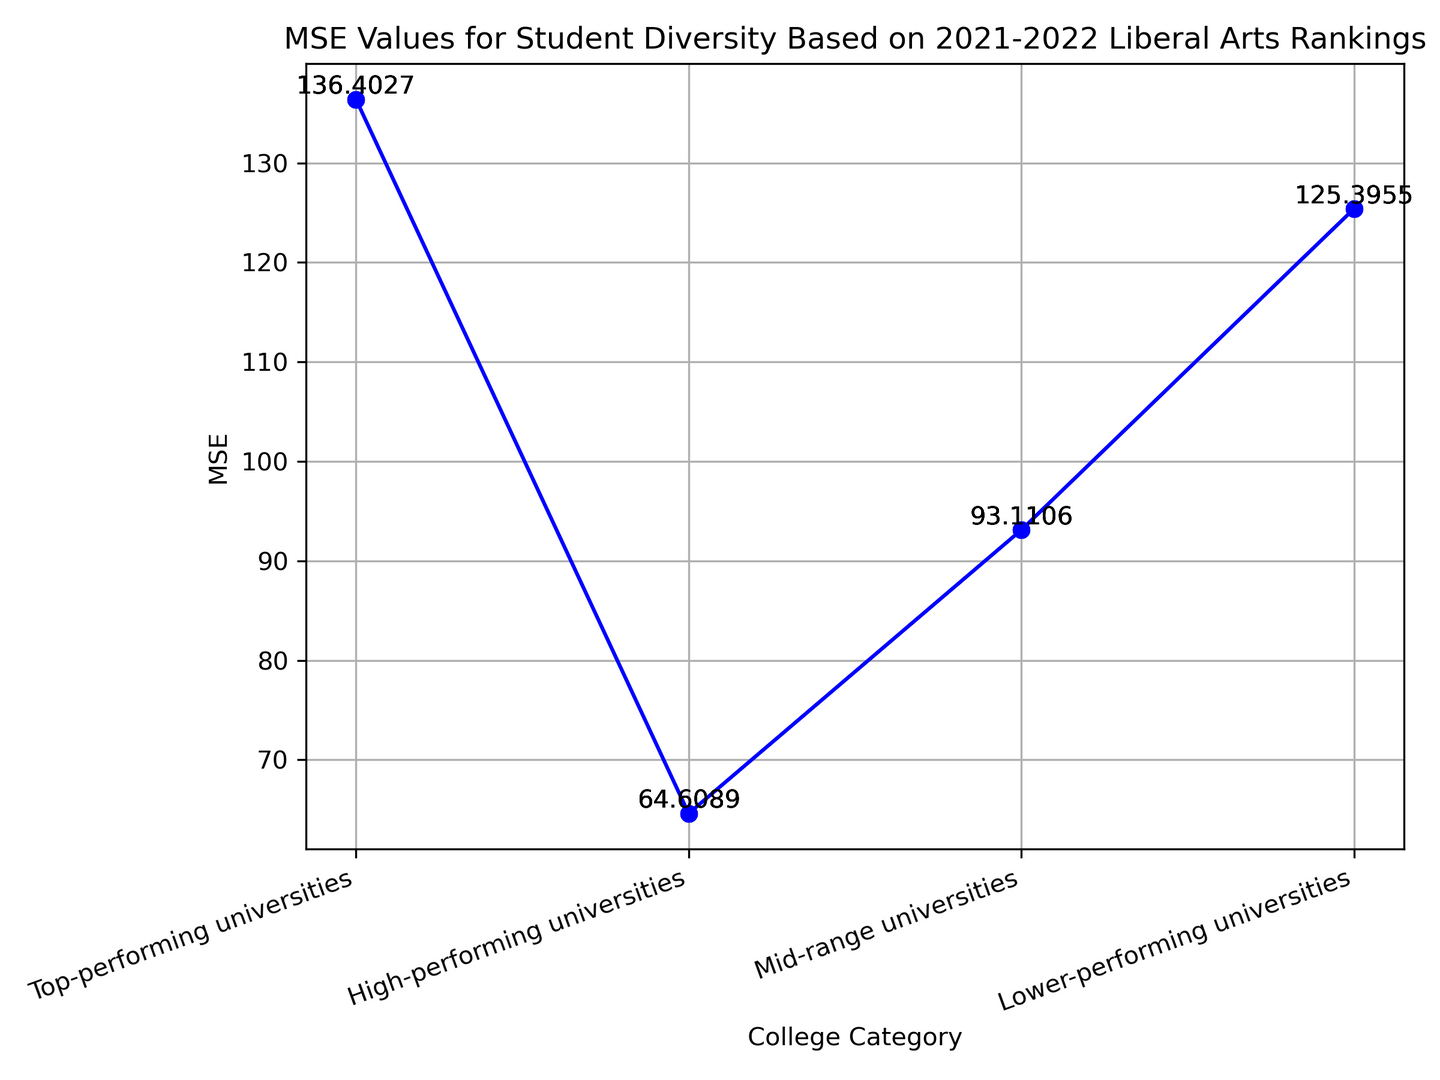 MSE Values for Student Diversity Based on 2021-2022 Liberal Arts Rankings
136.4027
130
125.3955
120
110
MSE
100
93.1106
90
80
70
64.6089
Top-performing universities
High-performing universities
Mid-range universities
Lower-performing universities
College Category